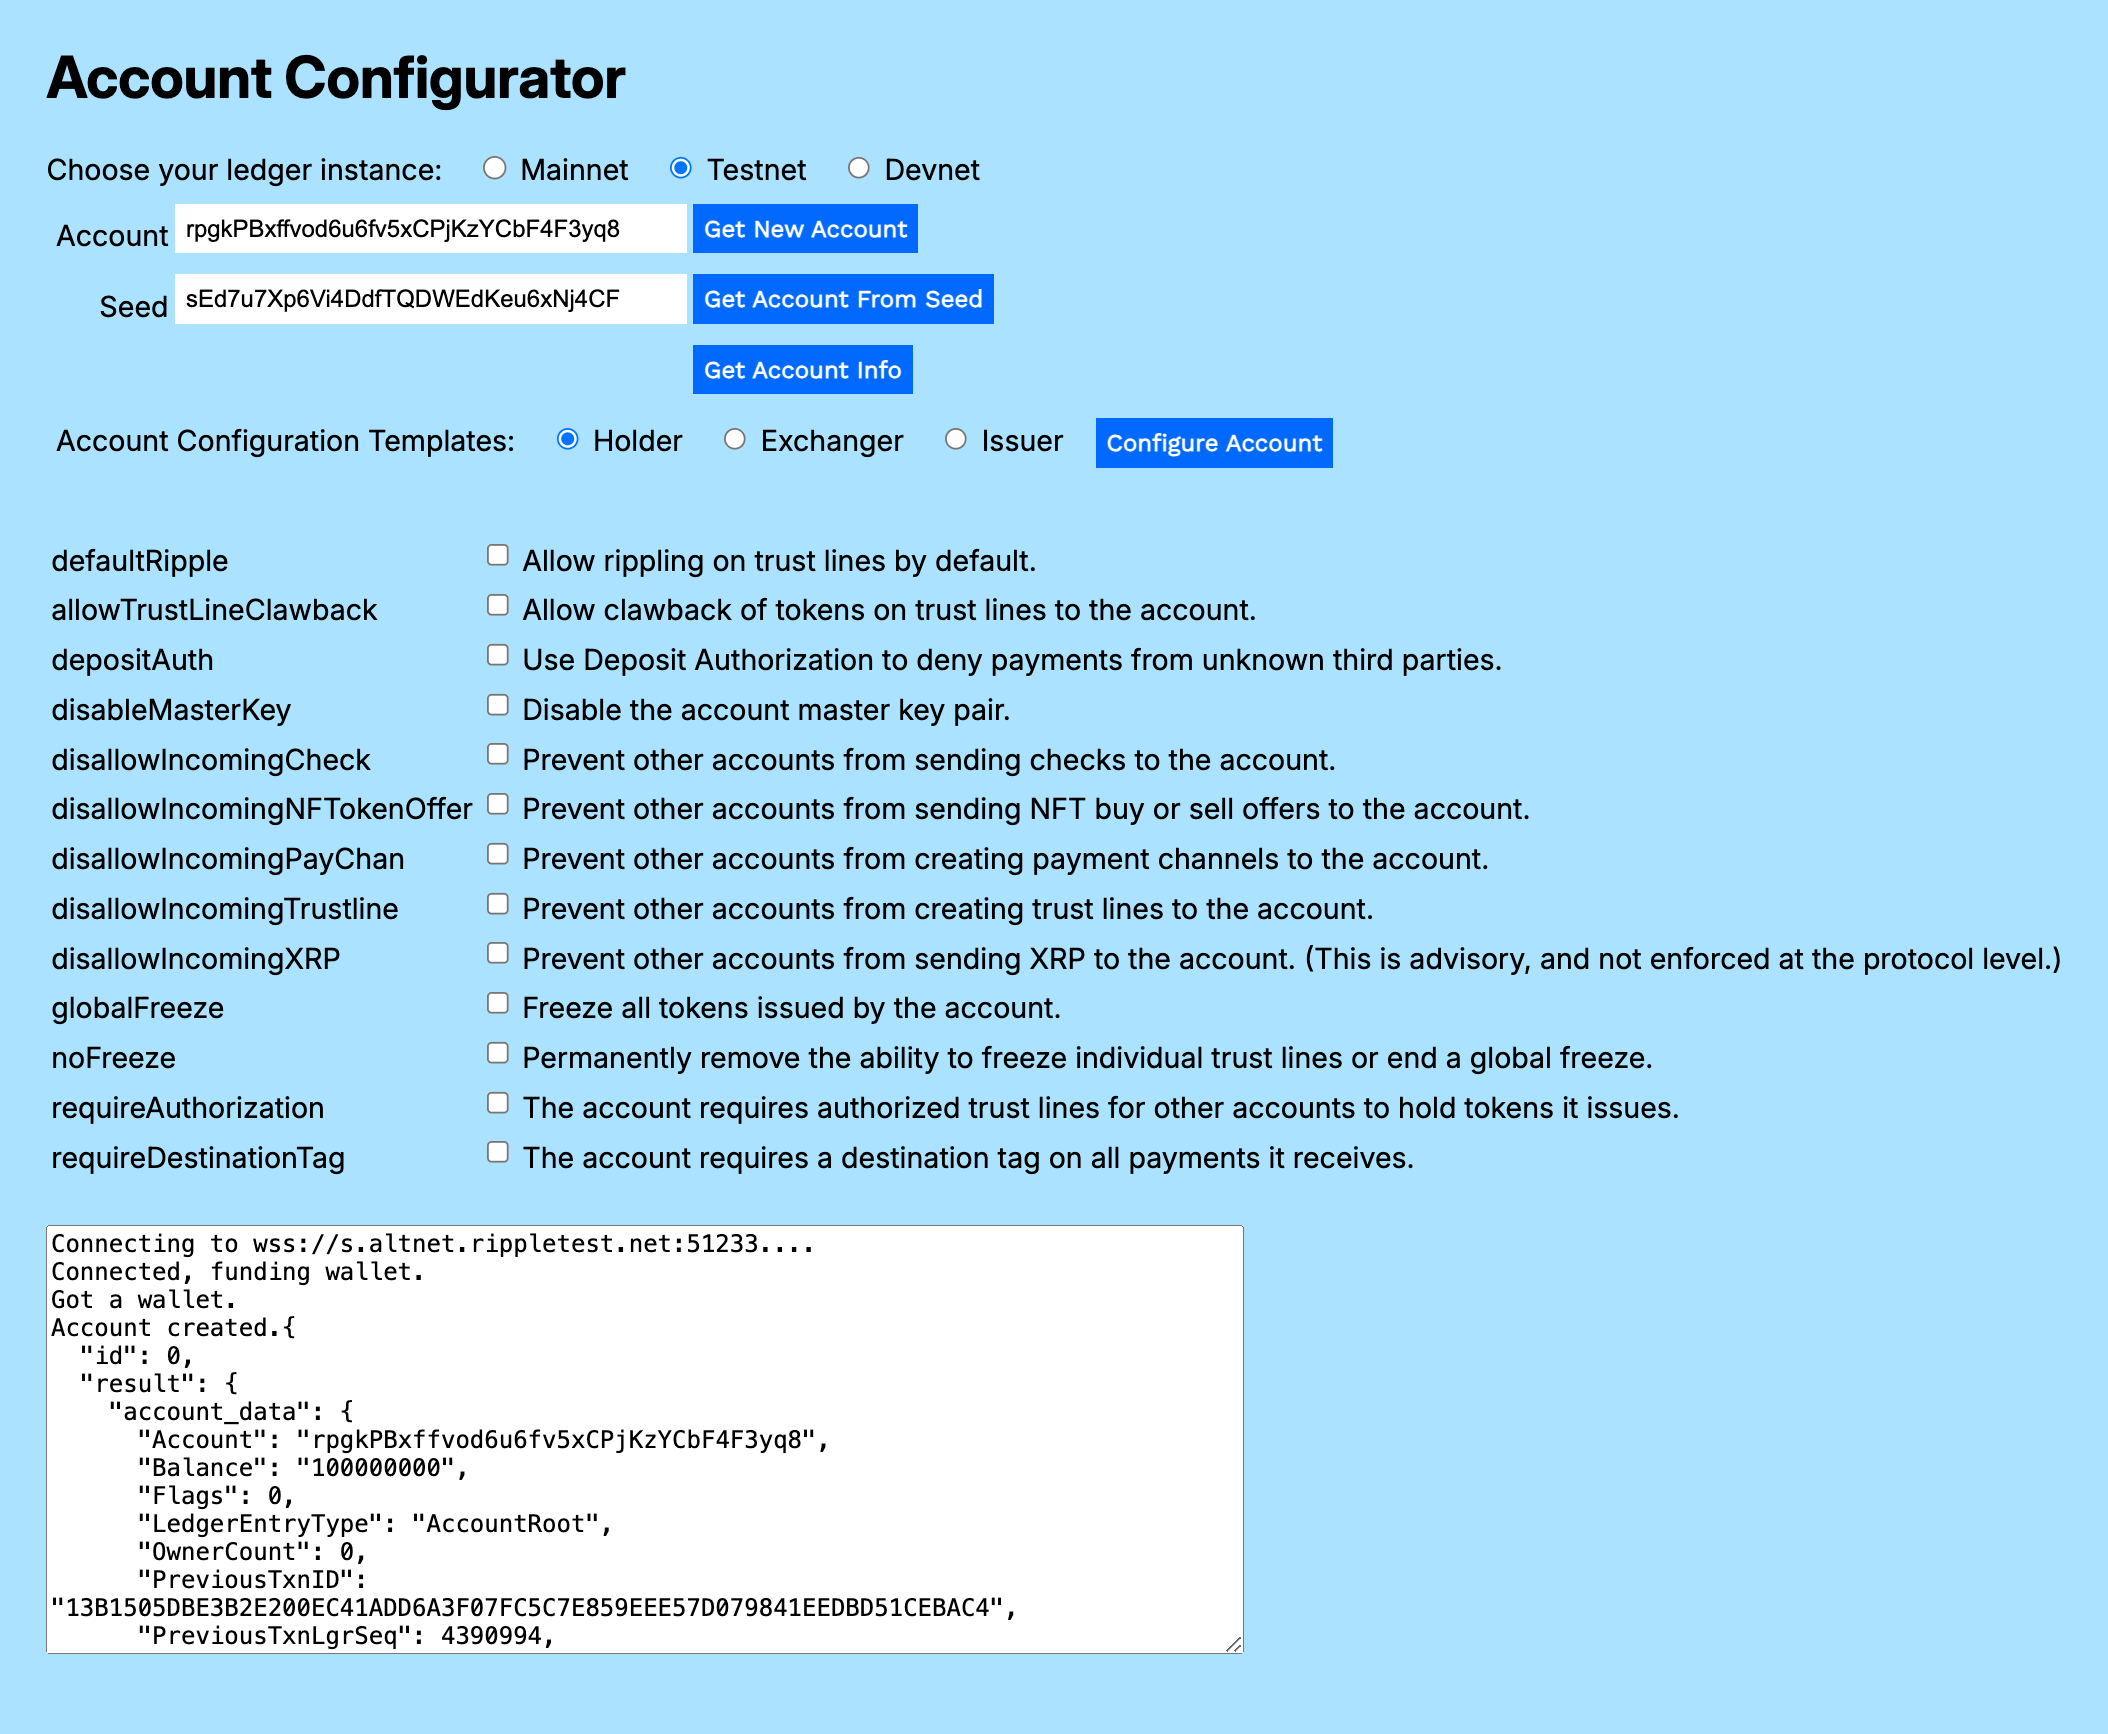 Account Configurator
Choose your ledger instance: Mainnet Testnet Devnet
Account rpgkPBxffvod6u6fv5xCPjKzYCbF4F3yq8 Get New Account
Seed sEd7u7Xp6Vi4DdfTQDWEdKeu6xNj4CF Get Account From Seed
Get Account Info
Account Configuration Templates: Holder Exchanger Issuer Configure Account
defaultRipple Allow rippling on trust lines by default.
allowTrustLineClawback Allow clawback of tokens on trust lines to the account.
depositAuth Use Deposit Authorization to deny payments from unknown third parties.
disableMasterKey Disable the account master key pair.
disallowIncomingCheck Prevent other accounts from sending checks to the account.
disallowIncomingNFTokenOffer Prevent other accounts from sending NFT buy or sell offers to the account.
disallowIncomingPayChan Prevent other accounts from creating payment channels to the account.
disallowIncomingTrustline Prevent other accounts from creating trust lines to the account.
disallowIncomingXRP Prevent other accounts from sending XRP to the account. (This is advisory, and not enforced at the protocol level.)
globalFreeze Freeze all tokens issued by the account.
noFreeze Permanently remove the ability to freeze individual trust lines or end a global freeze.
requireAuthorization The account requires authorized trust lines for other accounts to hold tokens it issues.
requireDestinationTag The account requires a destination tag on all payments it receives.
Connecting to wss://s.altnet.rippletest.net:51233....
Connected, funding wallet.
Got a wallet.
Account created.{
"id": 0,
"result": {
"account_data": {
"Account": "rpgkPBxffvod6u6fv5xCPjKzYCbF4F3yq8",
"Balance": "100000000",
"Flags": 0,
"LedgerEntryType": "AccountRoot",
"OwnerCount": 0,
"PreviousTxnID":
"13B1505DBE3B2E200EC41ADD6A3F07FC5C7E859EEE57D079841EEDBD51CEBAC4",
"PreviousTxnLgrSeq": 4390994,